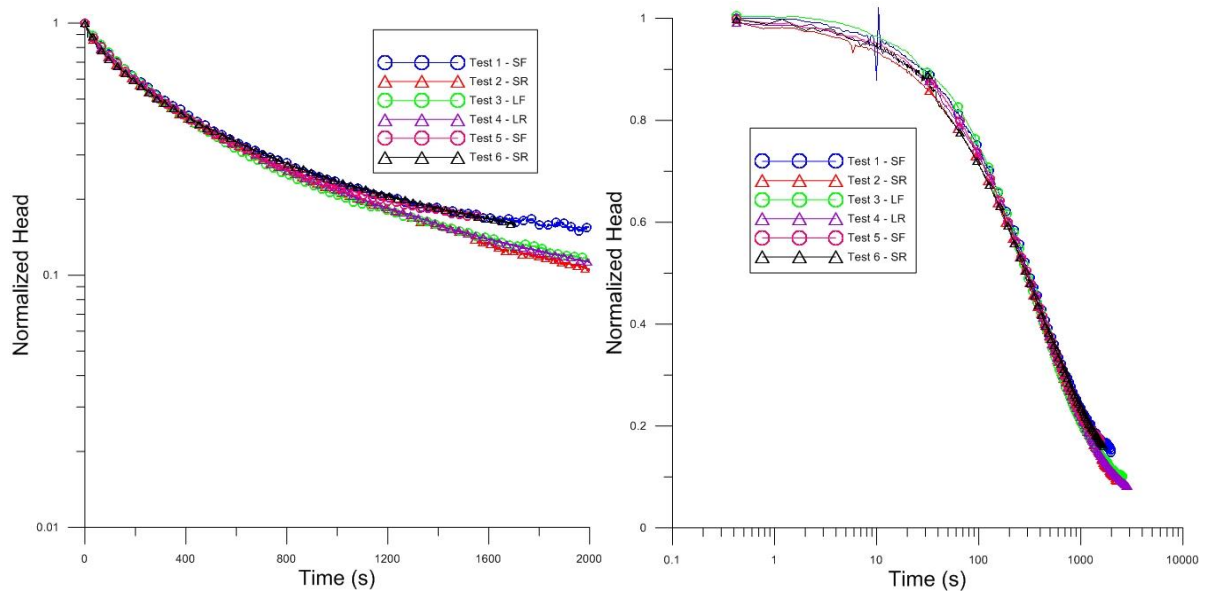 1
0.1
0.01
Normalized Head
0
400
800
1200
1600
2000
Time (s)
Test 1 - SF
Test 2 - SR
Test 3 - LF
Test 4 - LR
Test 5 - SF
Test 6 - SR
1
0.8
0.6
0.4
0.2
0
Normalized Head
0.1
1
10
100
1000
10000
Time (s)
Test 1 - SF
Test 2 - SR
Test 3 - LF
Test 4 - LR
Test 5 - SF
Test 6 - SR